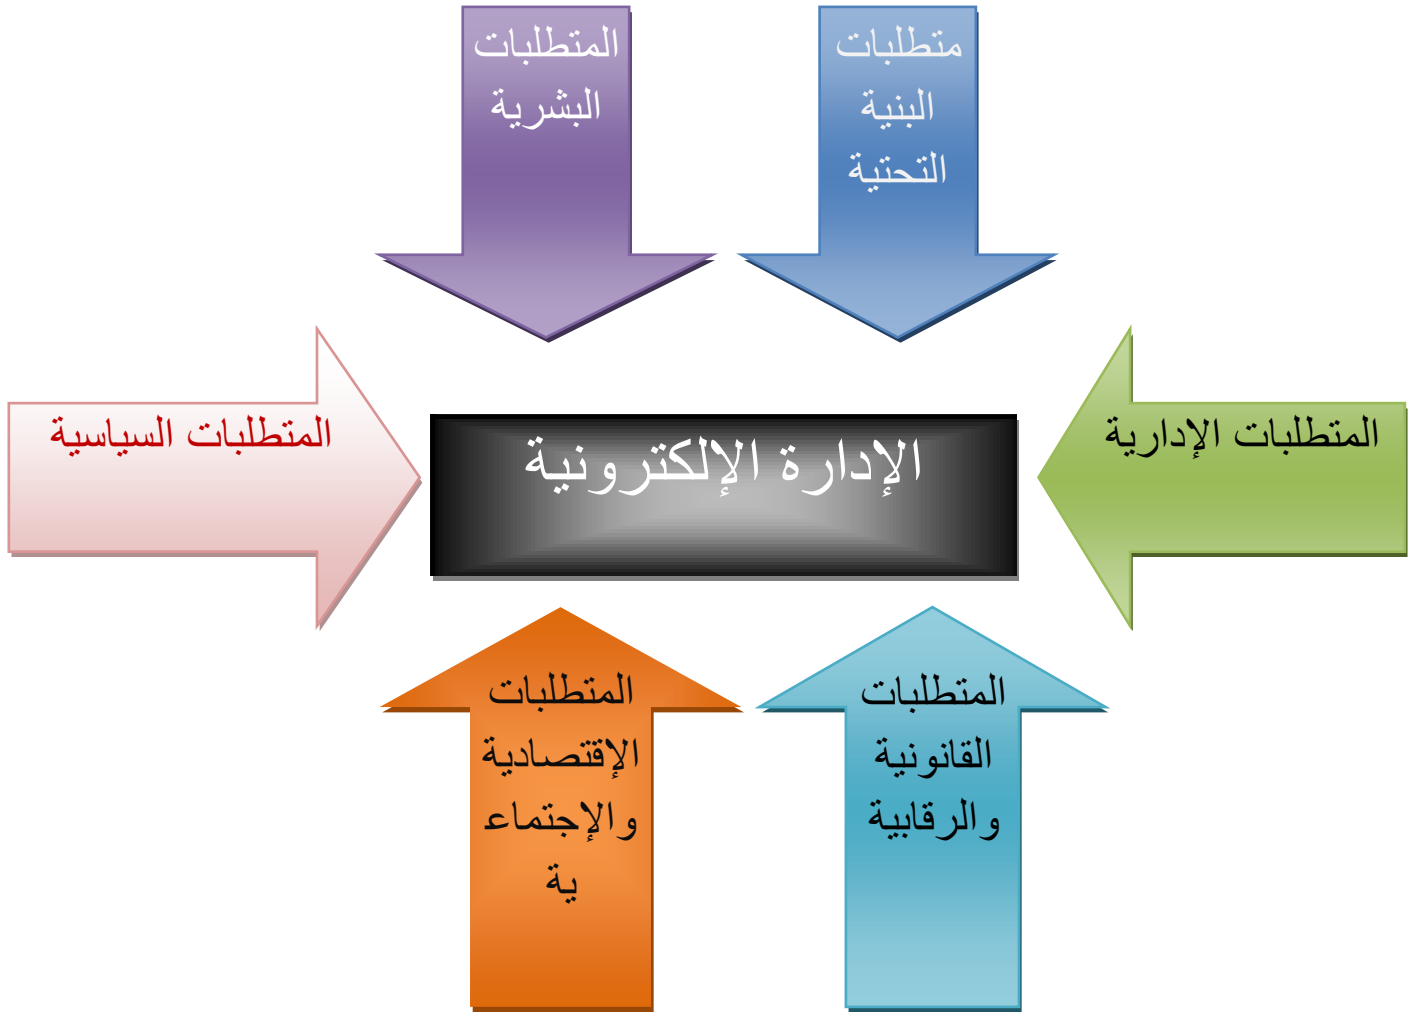 متطلبات
البنية
التحتية
المتطلبات
البشرية
المتطلبات الإدارية
الإدارة الإلكترونية
المتطلبات السياسية
المتطلبات
القانونية
والرقابية
المتطلبات
الإقتصادية
والإجتماع
ية